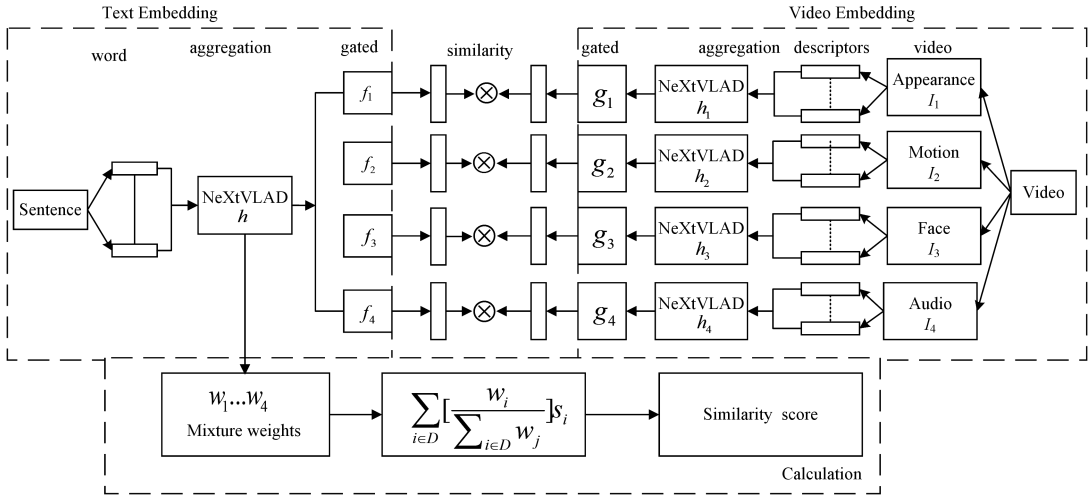 Text Embedding
Video Embedding
word
aggregation
gated
similarity
gated
aggregation
descriptors
video
Sentence
NeXtVLAD
h
f1
f2
f3
f4
g1
g2
g3
g4
NeXtVLAD
h1
NeXtVLAD
h2
NeXtVLAD
h3
NeXtVLAD
h4
Appearance
I1
Motion
I2
Face
I3
Audio
I4
Video
w1...w4
Mixture weights
∑i∈D[wi/∑i∈D wj]si
Similarity score
Calculation